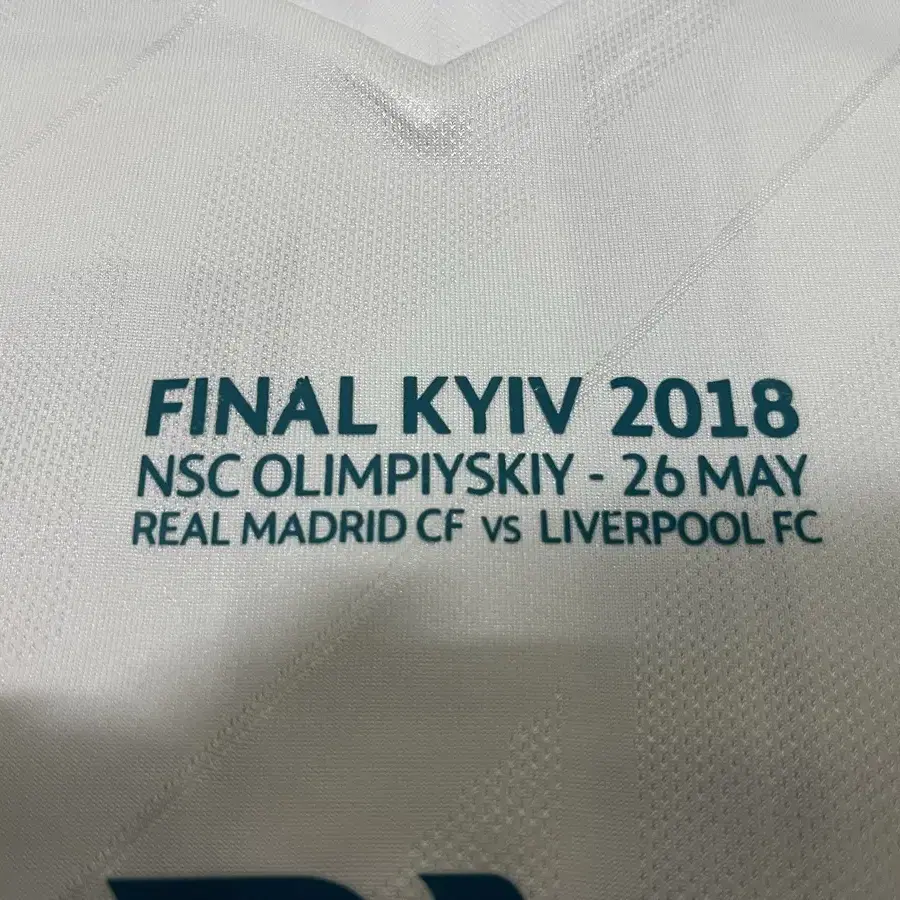 FINAL KYIV 2018
NSC OLIMPIYSKIY - 26 MAY
REAL MADRID CF VS LIVERPOOL FC